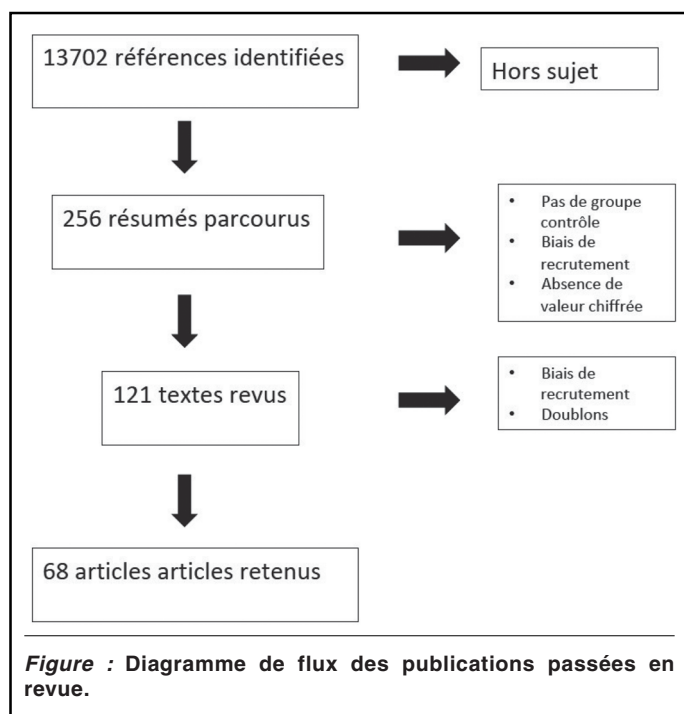 13702 références identifiées
Hors sujet
256 résumés parcourus
• Pas de groupe
contrôle
• Biais de
recrutement
• Absence de
valeur chiffrée
121 textes revus
• Biais de
recrutement
• Doublons
68 articles articles retenus
Figure : Diagramme de flux des publications passées en
revue.